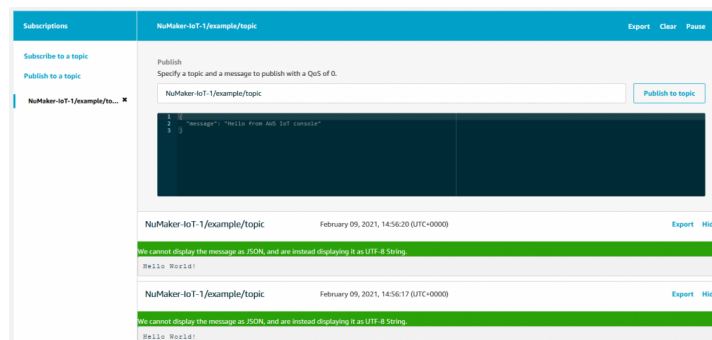 Subscriptions
NuMaker-IoT-1/example/topic
Export Clear Pause
Subscribe to a topic
Publish to a topic
NuMaker-IoT-1/example/to... ×
Publish
Specify a topic and a message to publish with a QoS of 0.
NuMaker-IoT-1/example/topic
Publish to topic
1 {
2 "message": "Hello from AWS IoT console"
3 }
NuMaker-IoT-1/example/topic February 09, 2021, 14:56:20 (UTC+0000) Export Hid
We cannot display the message as JSON, and are instead displaying it as UTF-8 String.
Hello World!
NuMaker-IoT-1/example/topic February 09, 2021, 14:56:17 (UTC+0000) Export Hid
We cannot display the message as JSON, and are instead displaying it as UTF-8 String.
Hello World!